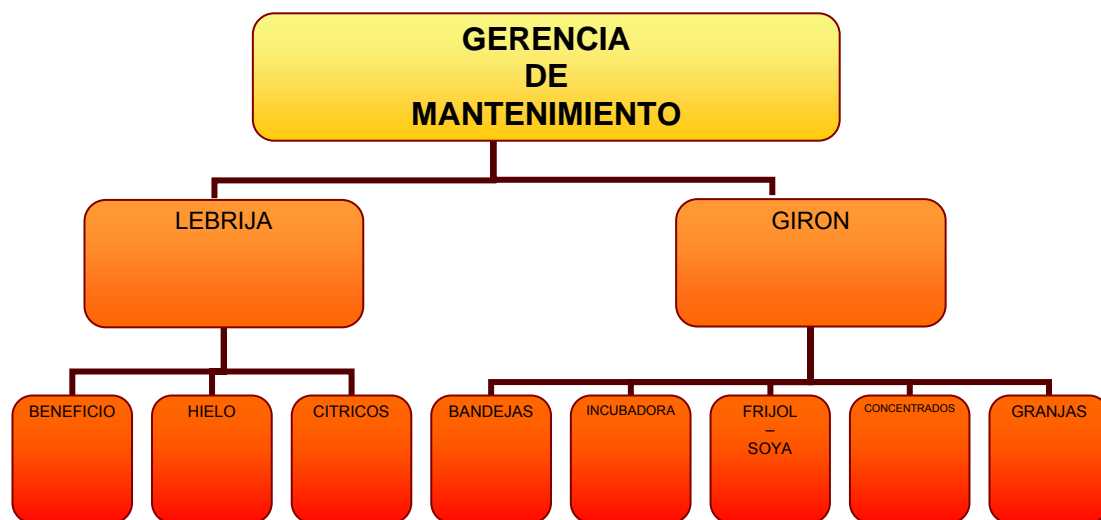 GERENCIA
DE
MANTENIMIENTO
LEBRIJA
GIRON
BENEFICIO
HIELO
CITRICOS
BANDEJAS
INCUBADORA
FRIJOL
–
SOYA
CONCENTRADOS
GRANJAS